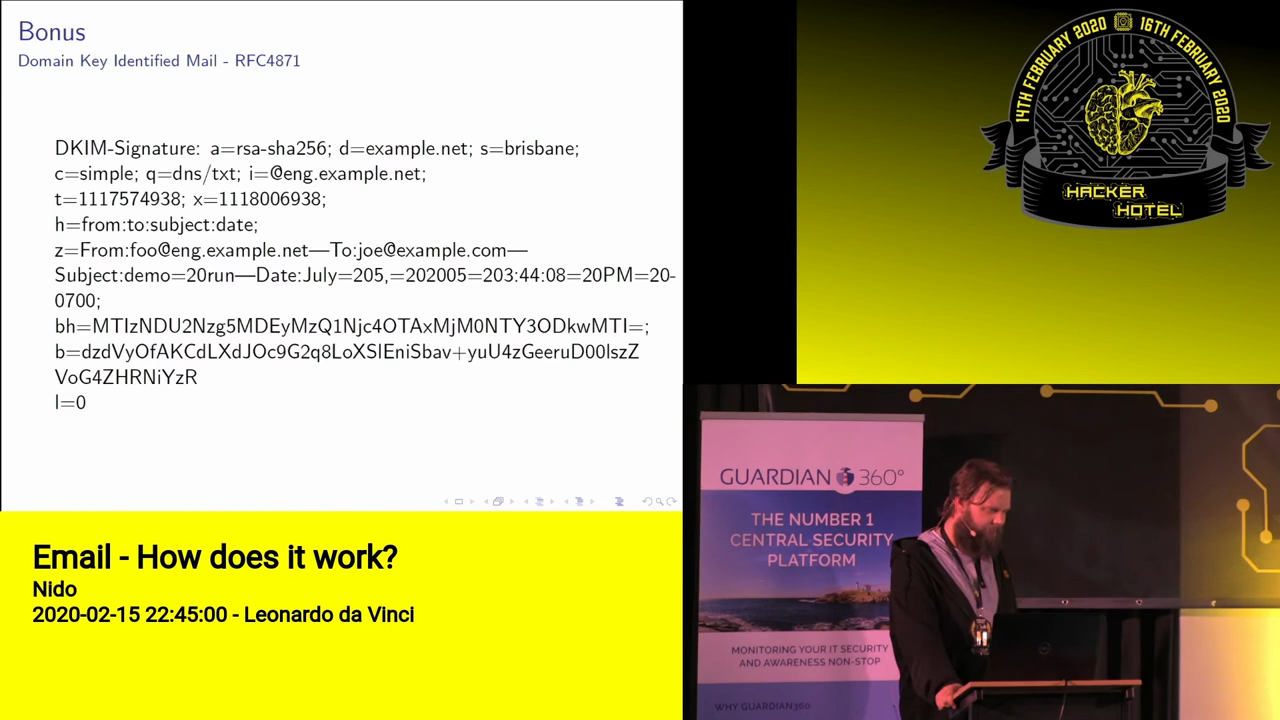 Bonus
Domain Key Identified Mail - RFC4871
DKIM-Signature: a=rsa-sha256; d=example.net; s=brisbane;
c=simple; q=dns/txt; i=@eng.example.net;
t=1117574938; x=1118006938;
h=from:to:subject:date;
z=From:foo@eng.example.net—To:joe@example.com—
Subject:demo=20run—Date:July=205,=202005=203:44:08=20PM=20-
0700;
bh=MTIzNDU2Nzg5MDEyMzQ1Njc4OTAxMjM0NTY3ODkwMTI=;
b=dzdVyOfAKCdLXdJOc9G2q8LoXSlEniSbav+yuU4zGeeruD00lszZ
VoG4ZHRNiYzR
l=0
Email - How does it work?
Nido
2020-02-15 22:45:00 - Leonardo da Vinci
14TH FEBRUARY 2020 16TH FEBRUARY 2020
HACKER
HOTEL
GUARDIAN 360°
THE NUMBER 1
CENTRAL SECURITY
PLATFORM
MONITORING YOUR IT SECURITY
AND AWARENESS NON-STOP
WHY GUARDIAN360